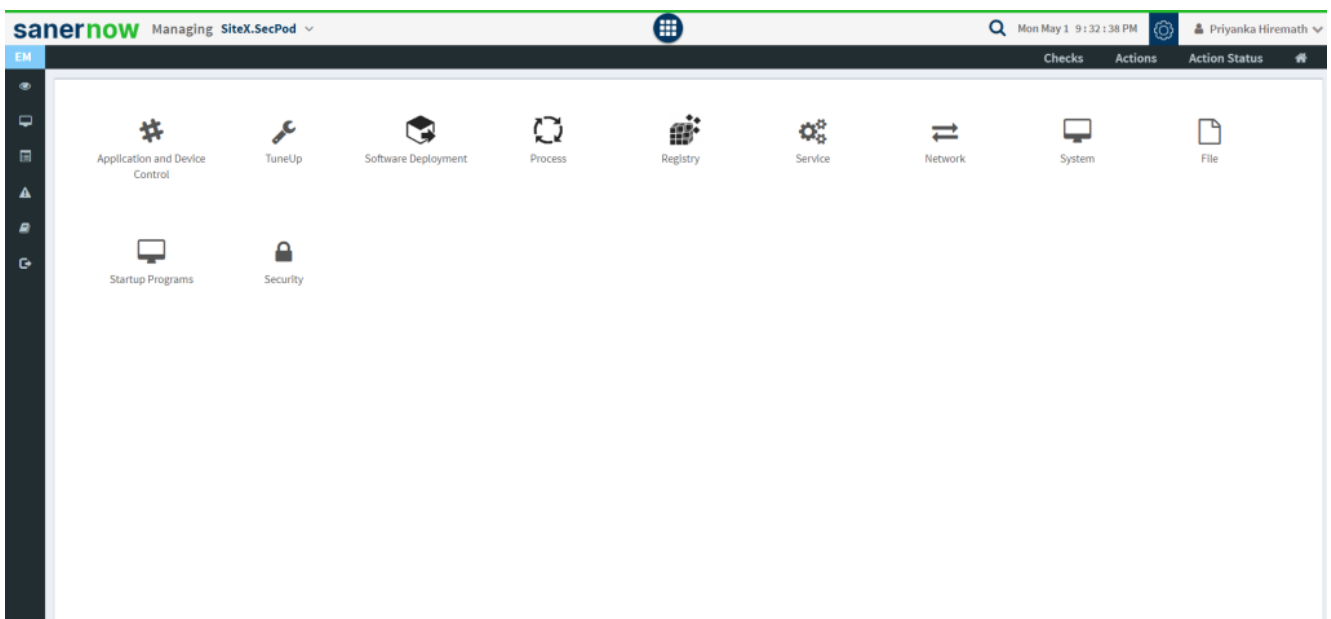 sanernow Managing SiteX.SecPod Mon May 1 9:32:38 PM Priyanka Hiremath
EM Checks Actions Action Status
Application and Device Control
TuneUp
Software Deployment
Process
Registry
Service
Network
System
File
Startup Programs
Security